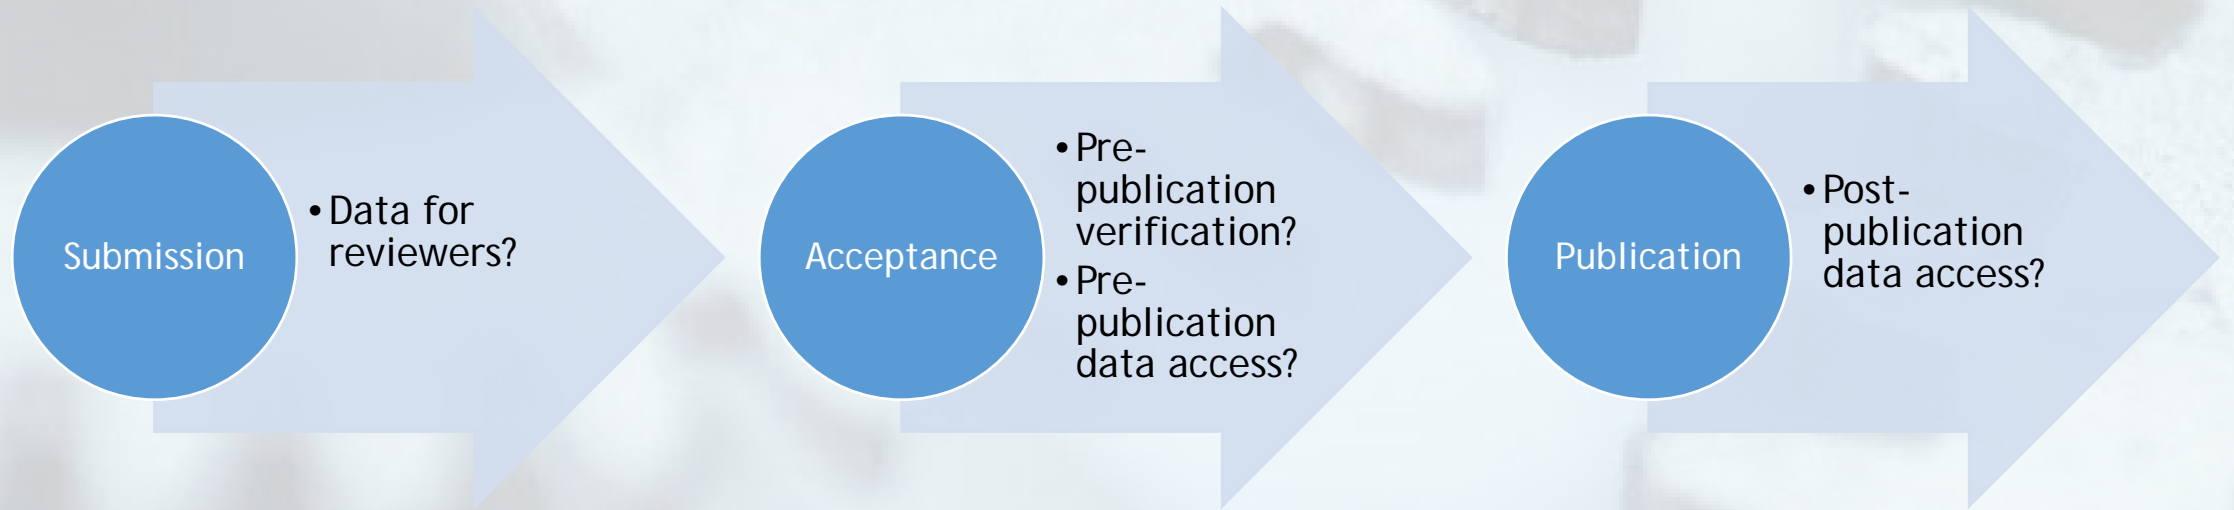 Submission
•Data for
reviewers?
Acceptance
•Pre-
publication
verification?
•Pre-
publication
data access?
Publication
•Post-
publication
data access?